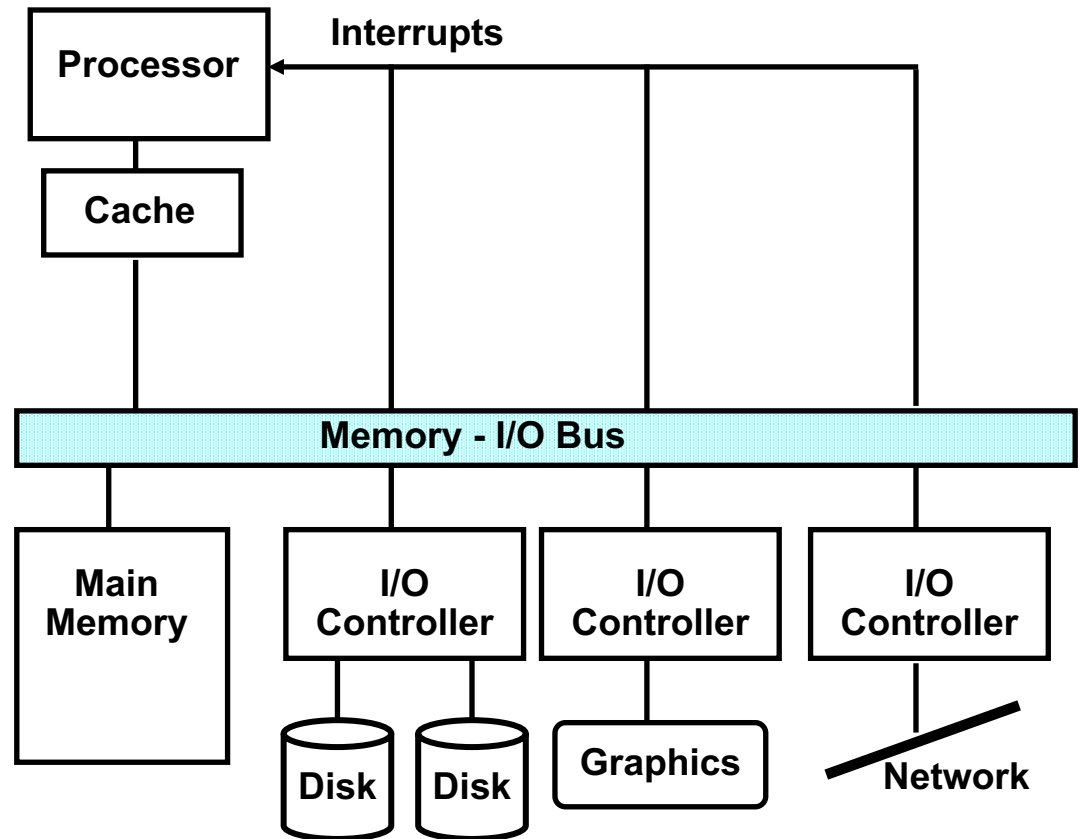 Interrupts
Processor
Cache
Memory - I/O Bus
Main
Memory
I/O
Controller
I/O
Controller
I/O
Controller
Disk
Disk
Graphics
Network